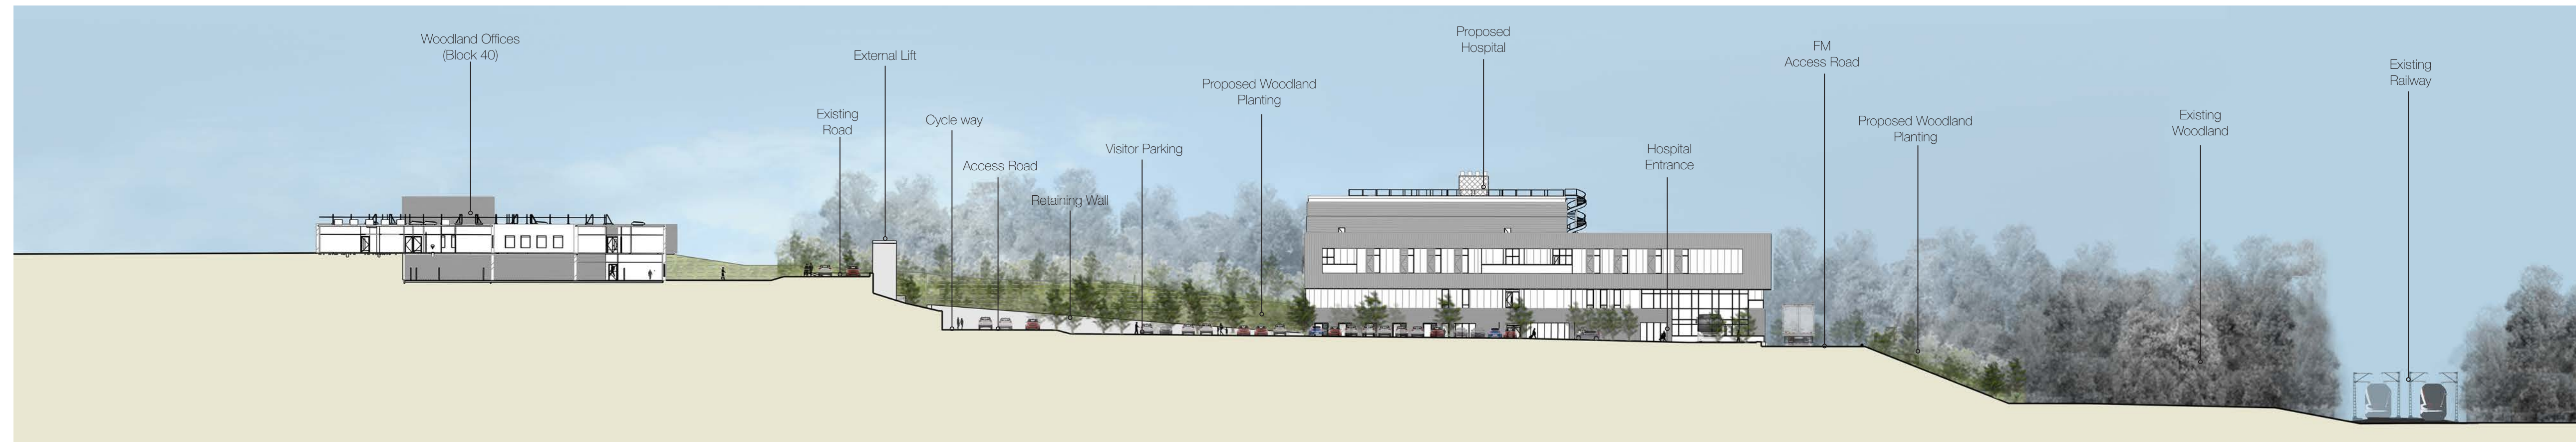 Woodland Offices
(Block 40)
Existing
Road
External Lift
Cycle way
Access Road
Retaining Wall
Visitor Parking
Proposed Woodland
Planting
Proposed
Hospital
Hospital
Entrance
FM
Access Road
Proposed Woodland
Planting
Existing
Woodland
Existing
Railway